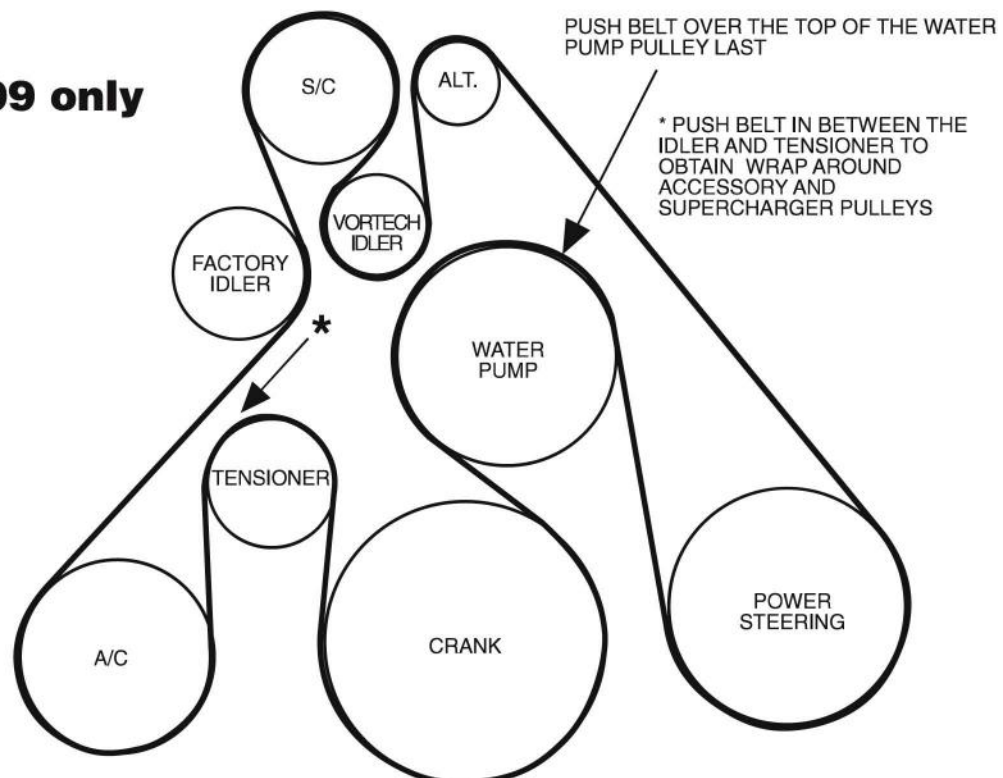 99 only
PUSH BELT OVER THE TOP OF THE WATER
PUMP PULLEY LAST
* PUSH BELT IN BETWEEN THE
IDLER AND TENSIONER TO
OBTAIN WRAP AROUND
ACCESSORY AND
SUPERCHARGER PULLEYS
S/C
ALT.
VORTECH
IDLER
FACTORY
IDLER
*
WATER
PUMP
TENSIONER
POWER
STEERING
CRANK
A/C